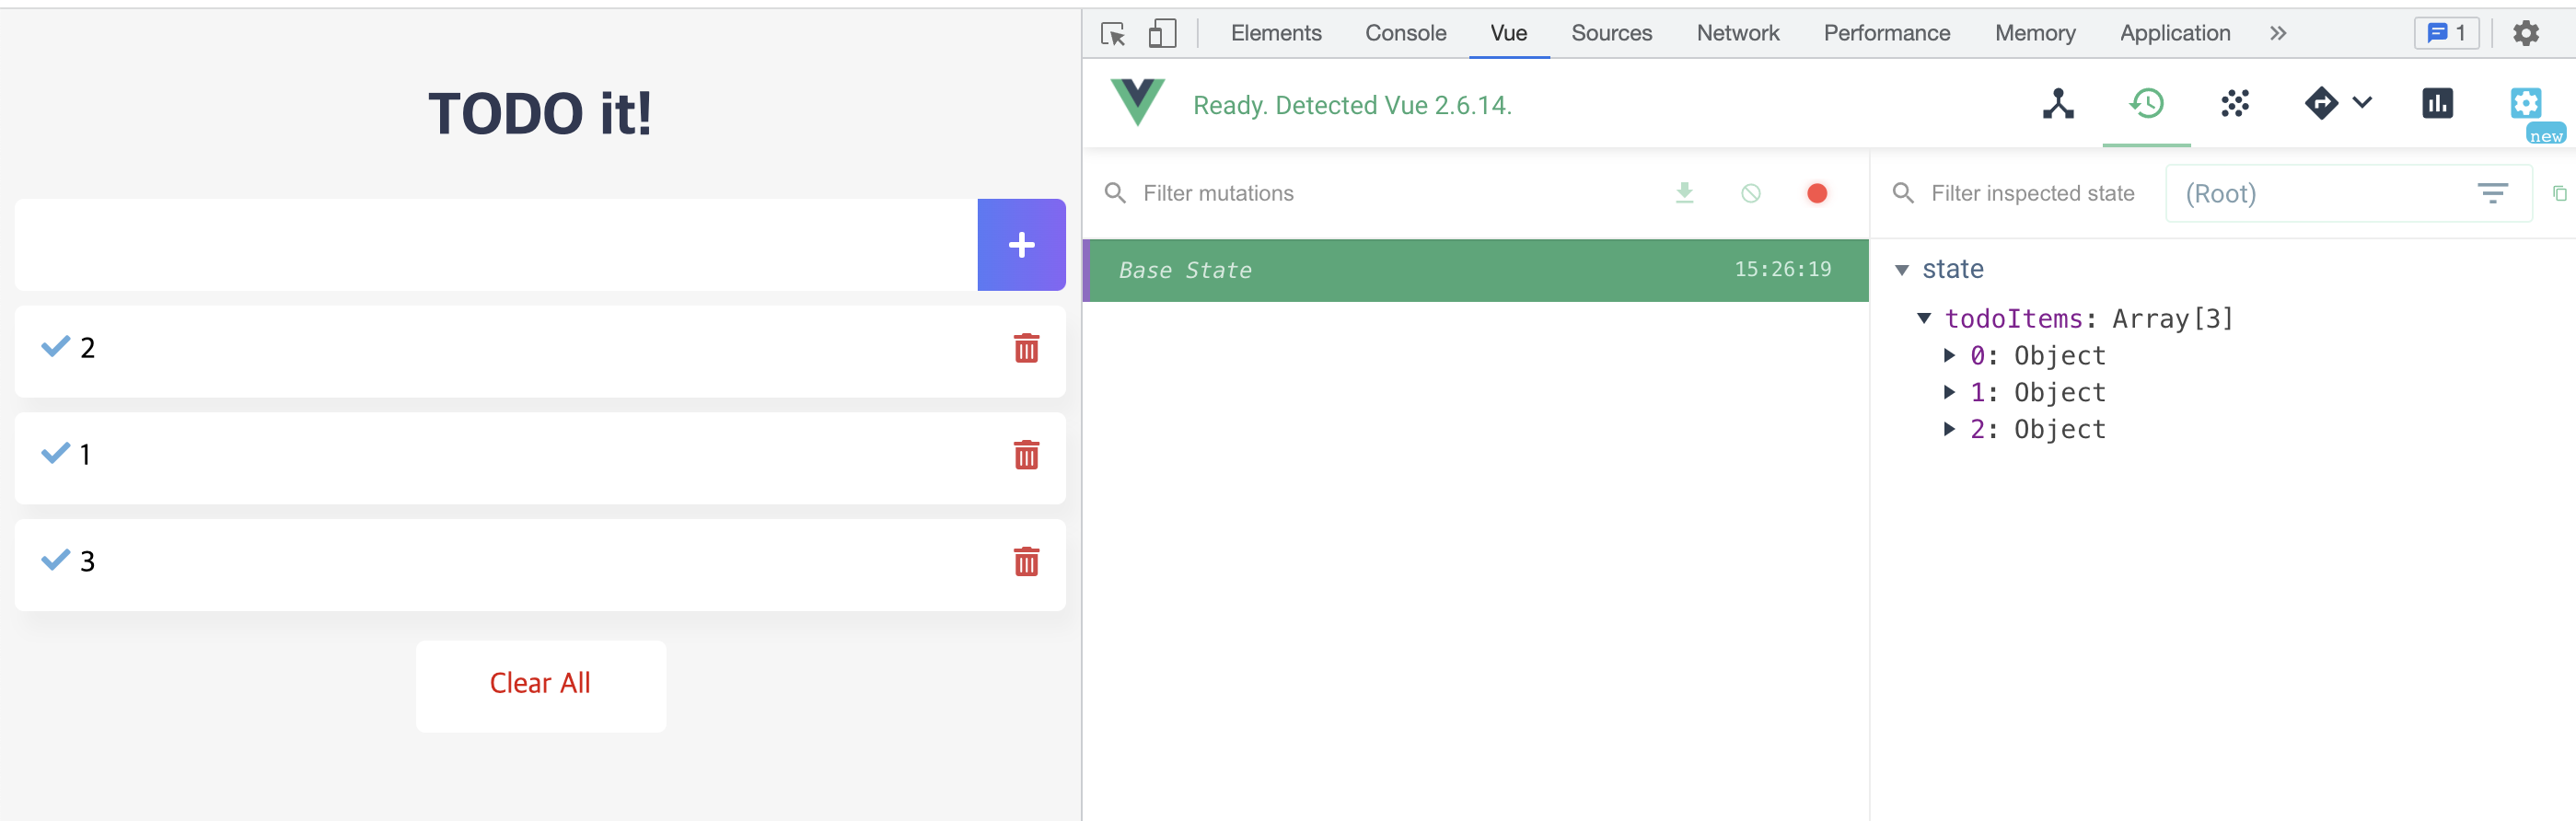 TODO it!
2
1
3
Clear All
Elements Console Vue Sources Network Performance Memory Application » 1
Ready. Detected Vue 2.6.14.
new
Filter mutations
Base State 15:26:19
Filter inspected state (Root)
state
todoItems: Array[3]
0: Object
1: Object
2: Object